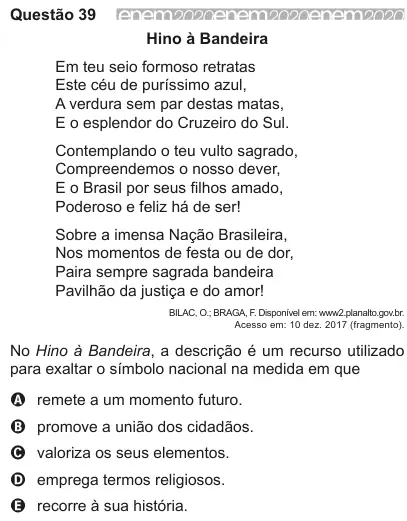 Questão 39 enem2020enem2020enem2020
Hino à Bandeira
Em teu seio formoso retratas
Este céu de puríssimo azul,
A verdura sem par destas matas,
E o esplendor do Cruzeiro do Sul.
Contemplando o teu vulto sagrado,
Compreendemos o nosso dever,
E o Brasil por seus filhos amado,
Poderoso e feliz há de ser!
Sobre a imensa Nação Brasileira,
Nos momentos de festa ou de dor,
Paira sempre sagrada bandeira
Pavilhão da justiça e do amor!
BILAC, O.; BRAGA, F. Disponível em: www2.planalto.gov.br.
Acesso em: 10 dez. 2017 (fragmento).
No Hino à Bandeira, a descrição é um recurso utilizado
para exaltar o símbolo nacional na medida em que
A remete a um momento futuro.
B promove a união dos cidadãos.
C valoriza os seus elementos.
D emprega termos religiosos.
E recorre à sua história.